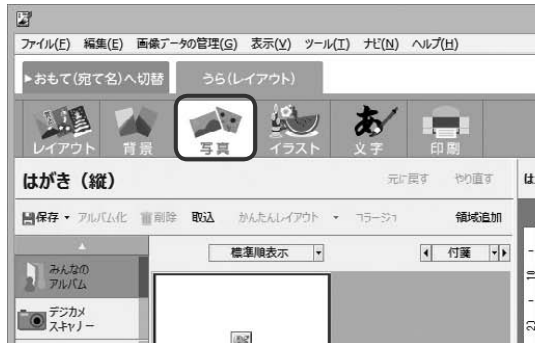 ファイル(F) 編集(E) 画像データの管理(G) 表示(V) ツール(T) ナビ(N) ヘルプ(H)
▶おもて(宛て名)へ切替 うら(レイアウト)
レイアウト 背景 写真 イラスト 文字 印刷
はがき（縦） 元に戻す やり直す は
保存 アルバム化 削除 取込 かんたんレイアウト コラージュ 領域追加
標準順表示 付箋
みんなの
アルバム
デジカメ
スキャナー
10
20